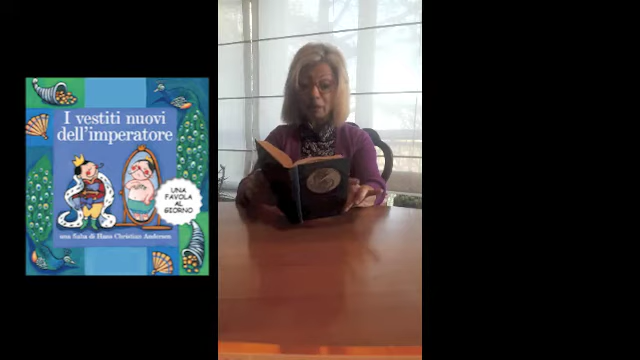 I vestiti nuovi
dell'imperatore
UNA
FAVOLA
AL
GIORNO
una fiaba di Hans Christian Andersen